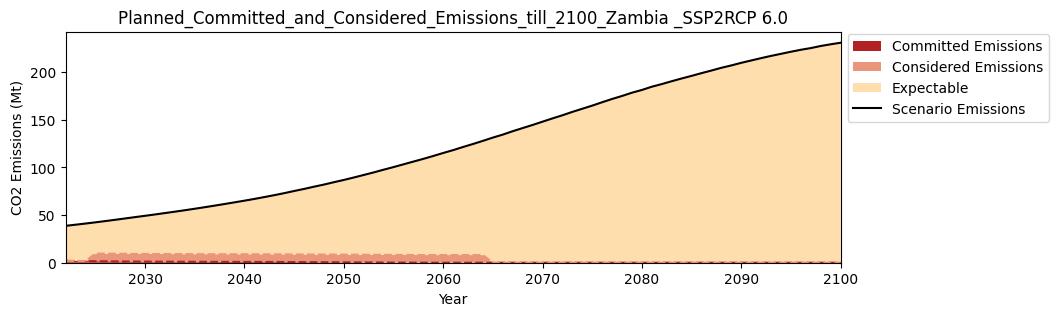 Planned_Committed_and_Considered_Emissions_till_2100_Zambia _SSP2RCP 6.0
Committed Emissions
Considered Emissions
Expectable
Scenario Emissions
CO2 Emissions (Mt)
200
150
100
50
0
2030 2040 2050 2060 2070 2080 2090 2100
Year